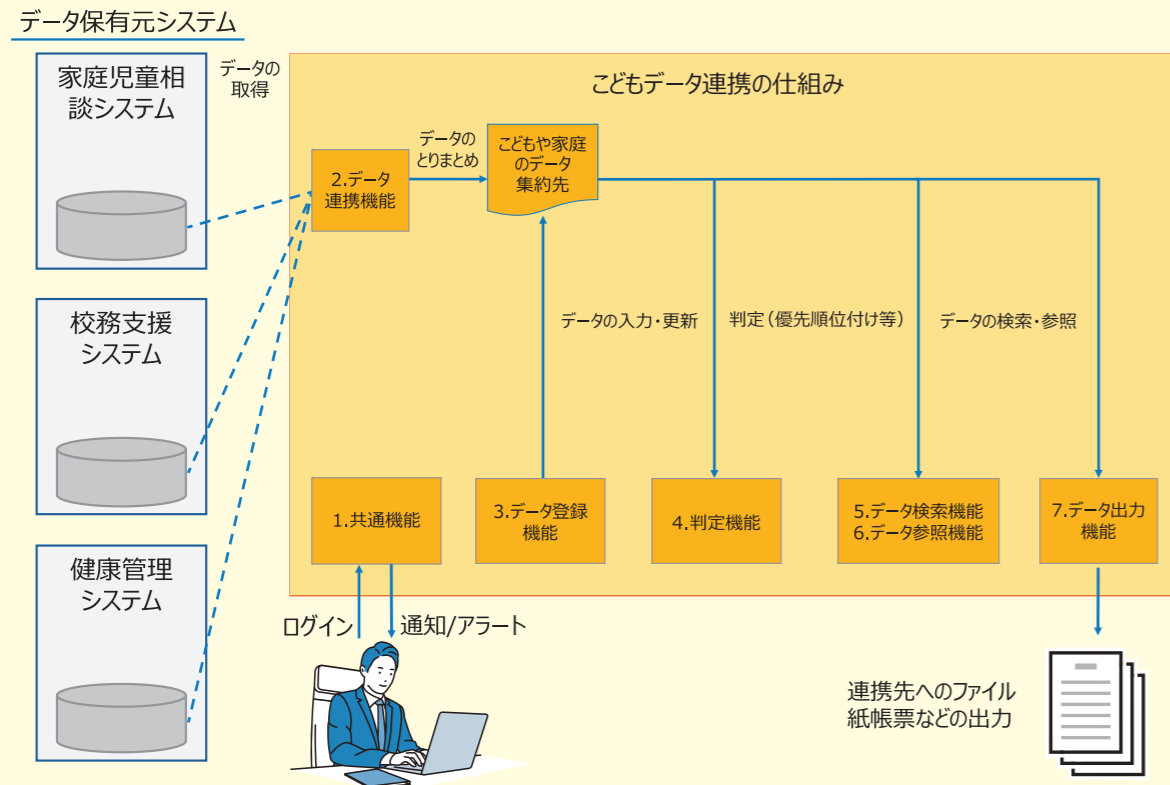 データ保有元システム
家庭児童相
談システム
データの
取得
校務支援
システム
健康管理
システム
こどもデータ連携の仕組み
2.データ
連携機能
データの
とりまとめ
こどもや家庭
のデータ
集約先
データの入力・更新
判定(優先順位付け等)
データの検索・参照
1.共通機能
3.データ登録
機能
4.判定機能
5.データ検索機能
6.データ参照機能
7.データ出力
機能
ログイン
通知/アラート
連携先へのファイル
紙帳票などの出力